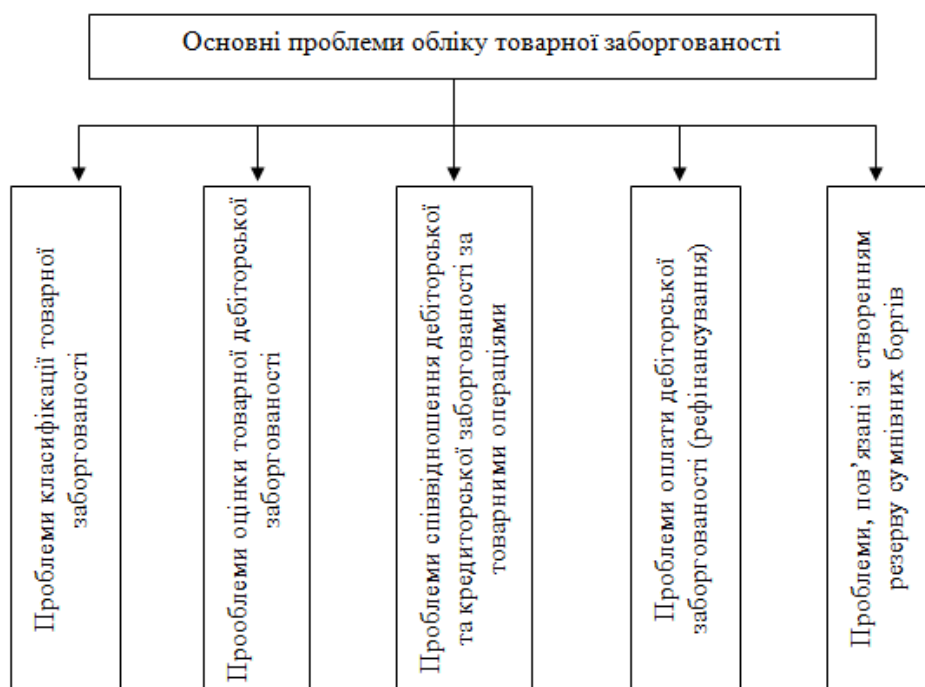 Основні проблеми обліку товарної заборгованості
Проблеми класифікації товарної
заборгованості
Прооблеми оцінки товарної дебіторської
заборгованості
Проблеми співвідношення дебіторської
та кредиторської заборгованості за
товарними операціями
Проблеми оплати дебіторської
заборгованості (рефінансування)
Проблеми, пов’язані зі створенням
резерву сумнівних боргів